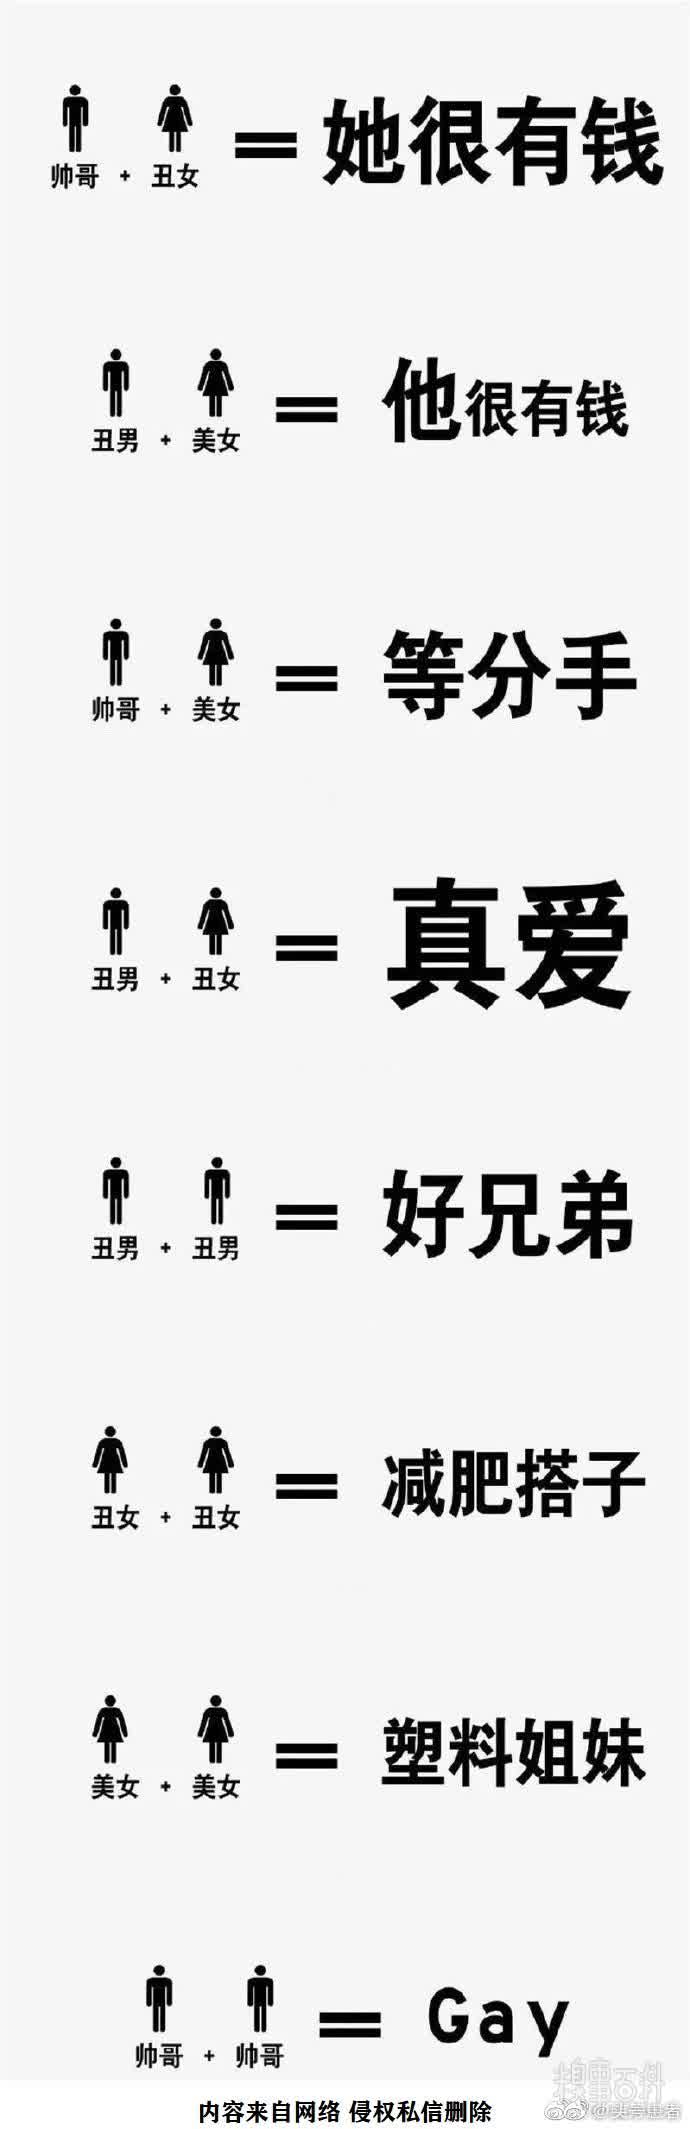 帅哥 + 丑女 = 她很有钱
丑男 + 美女 = 他很有钱
帅哥 + 美女 = 等分手
丑男 + 丑女 = 真爱
丑男 + 丑男 = 好兄弟
丑女 + 丑女 = 减肥搭子
美女 + 美女 = 塑料姐妹
帅哥 + 帅哥 = Gay
糗事百科
内容来自网络 侵权私信删除